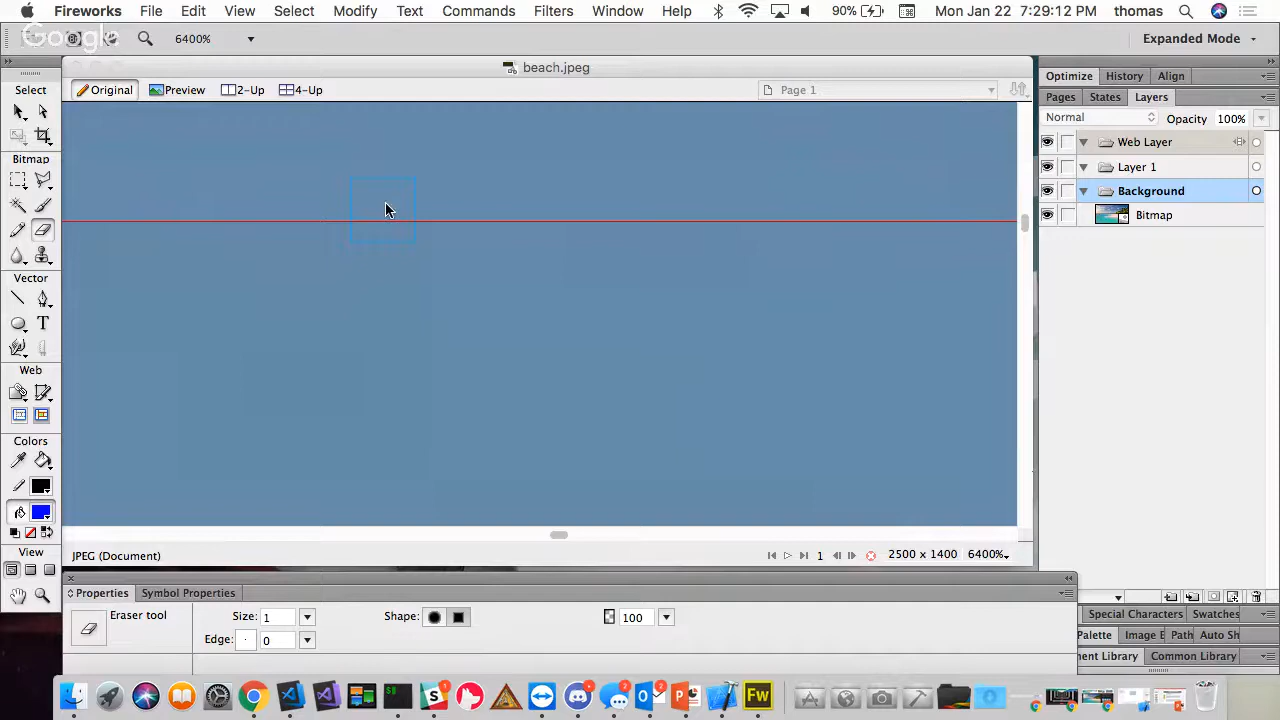 Fireworks File Edit View Select Modify Text Commands Filters Window Help 90% Mon Jan 22 7:29:12 PM thomas
Google 6400% Expanded Mode
beach.jpeg
Original Preview 2-Up 4-Up Page 1
Select
Bitmap
Vector
Web
Colors
View
Optimize History Align
Pages States Layers
Normal Opacity 100%
Web Layer
Layer 1
Background
Bitmap
JPEG (Document) 1 2500 x 1400 6400%
Properties Symbol Properties
Eraser tool Size: 1 Shape: 100
Edge: 0
Special Characters Swatches
Palette Image E Path Auto Sh
ment Library Common Library
Fw